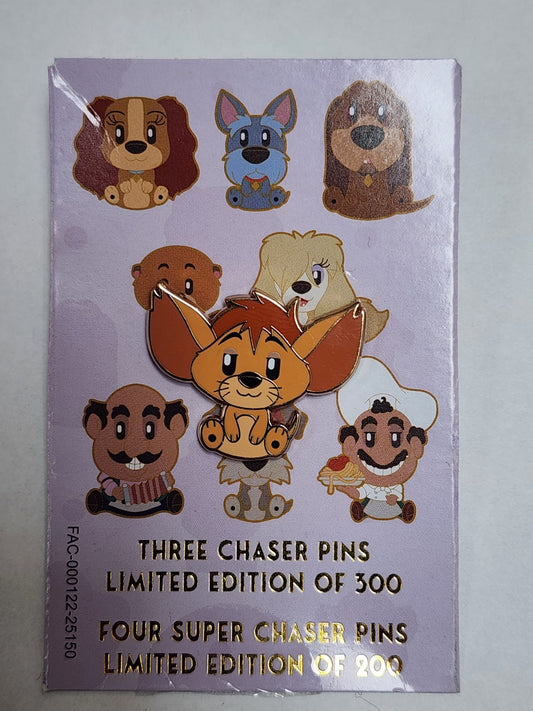 THREE CHASER PINS
LIMITED EDITION OF 300
FOUR SUPER CHASER PINS
LIMITED EDITION OF 200
FAC-000122-25150